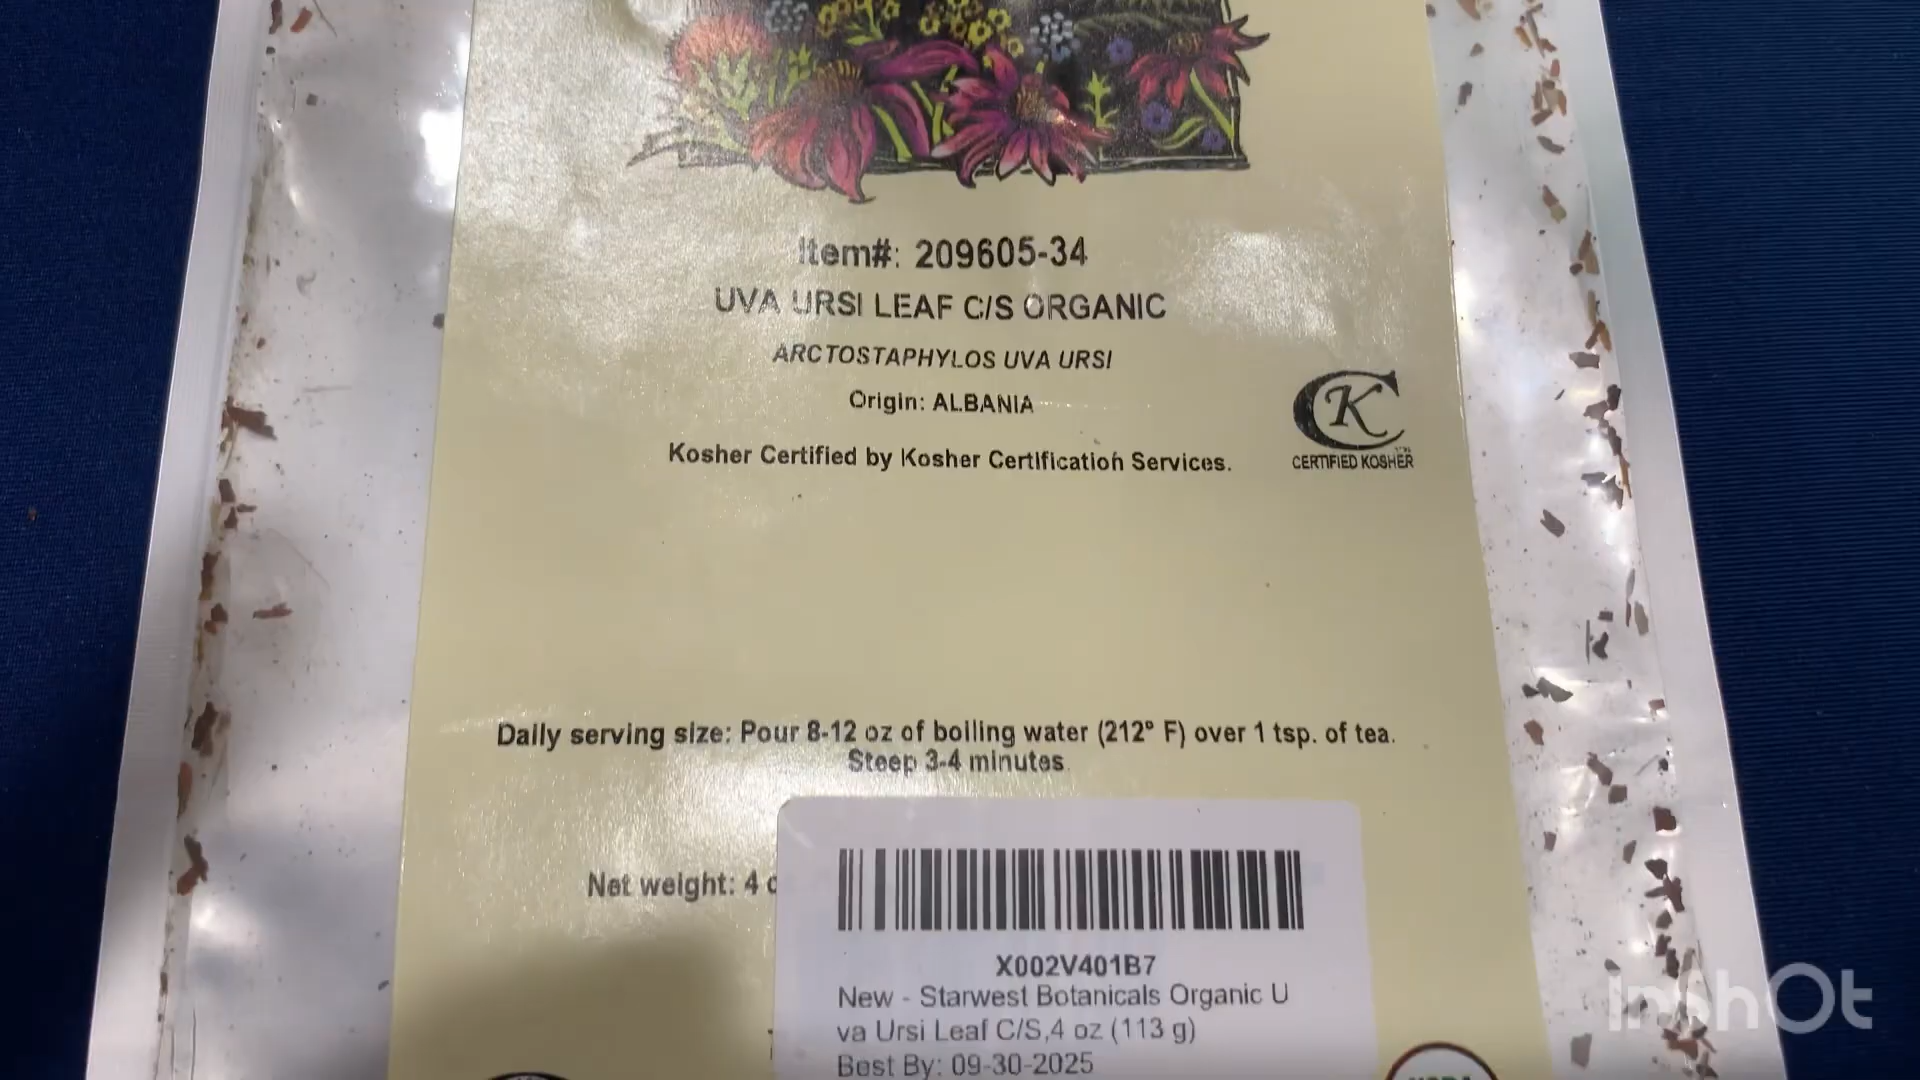 Item#: 209605-34
UVA URSI LEAF C/S ORGANIC
ARCTOSTAPHYLOS UVA URSI
Origin: ALBANIA
Kosher Certified by Kosher Certification Services.
CK
CERTIFIED KOSHER
Daily serving size: Pour 8-12 oz of boiling water (212° F) over 1 tsp. of tea.
Steep 3-4 minutes
Net weight: 4
X002V401B7
New - Starwest Botanicals Organic U
va Ursi Leaf C/S,4 oz (113 g)
Best By: 09-30-2025
InShOt